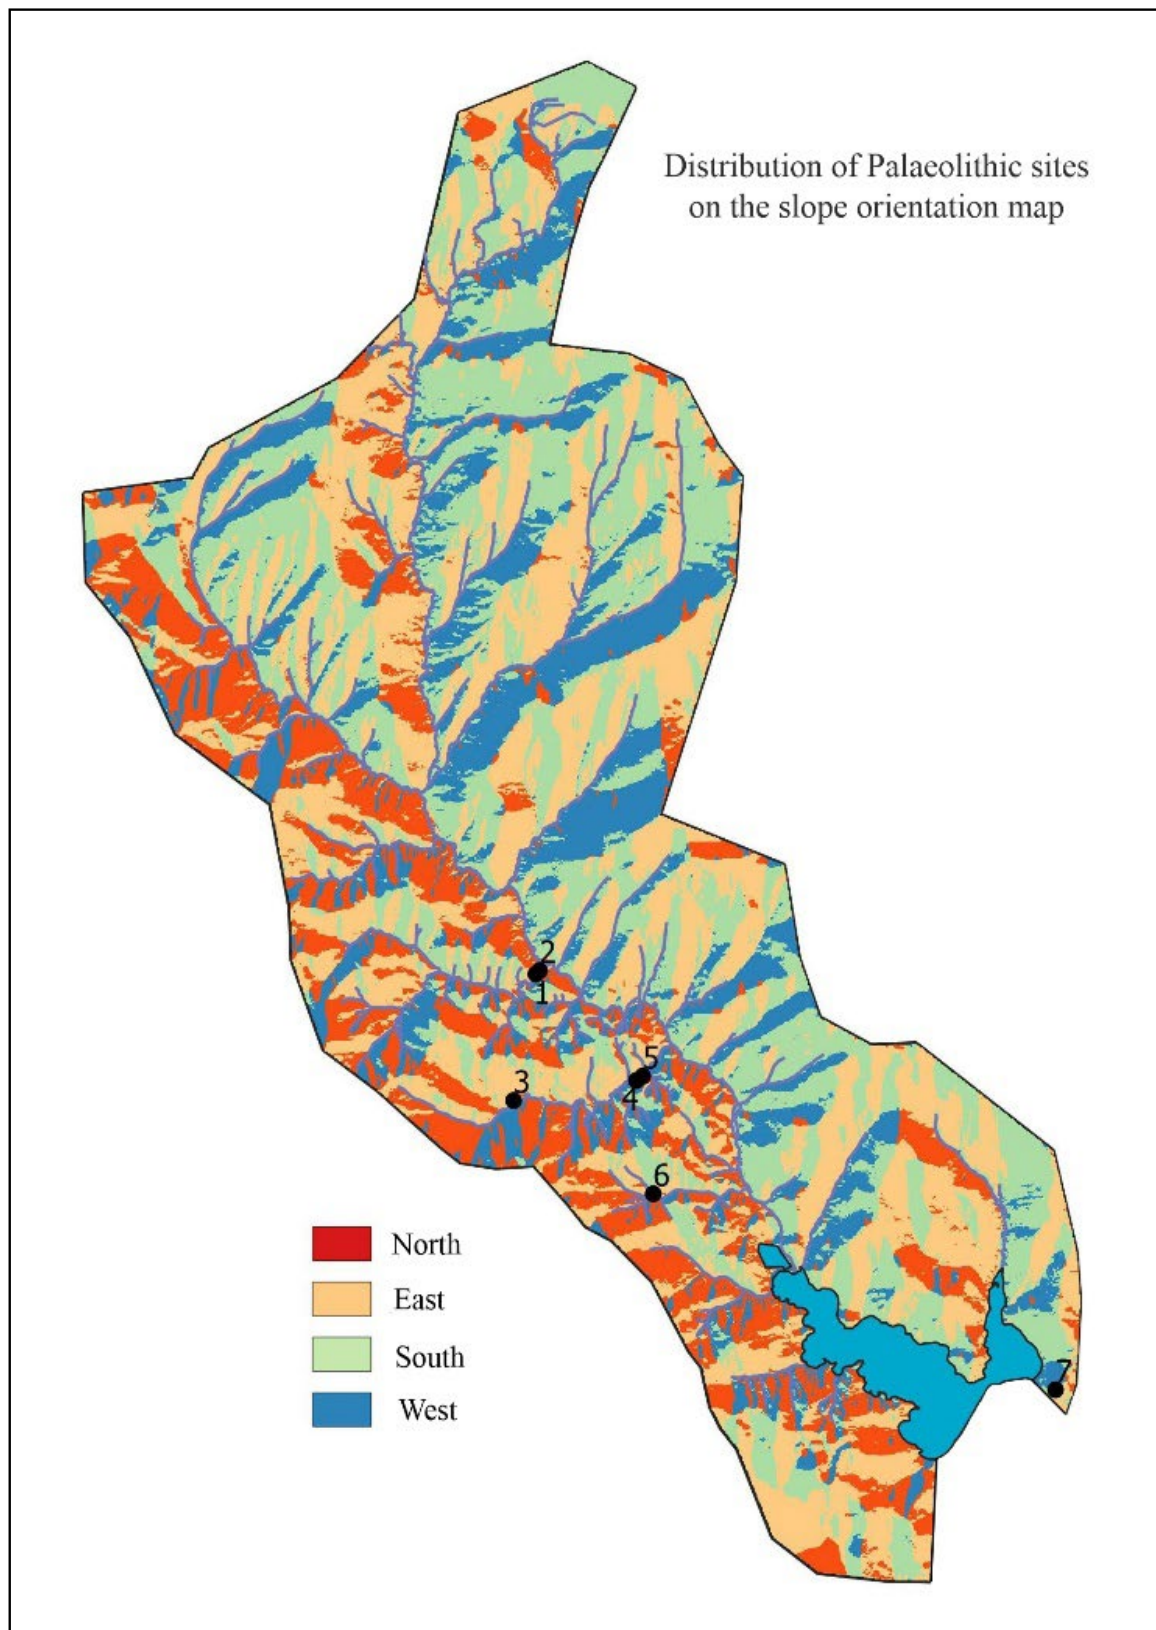 Distribution of Palaeolithic sites
on the slope orientation map
2
1
5
3
4
6
North
East
South
West
7